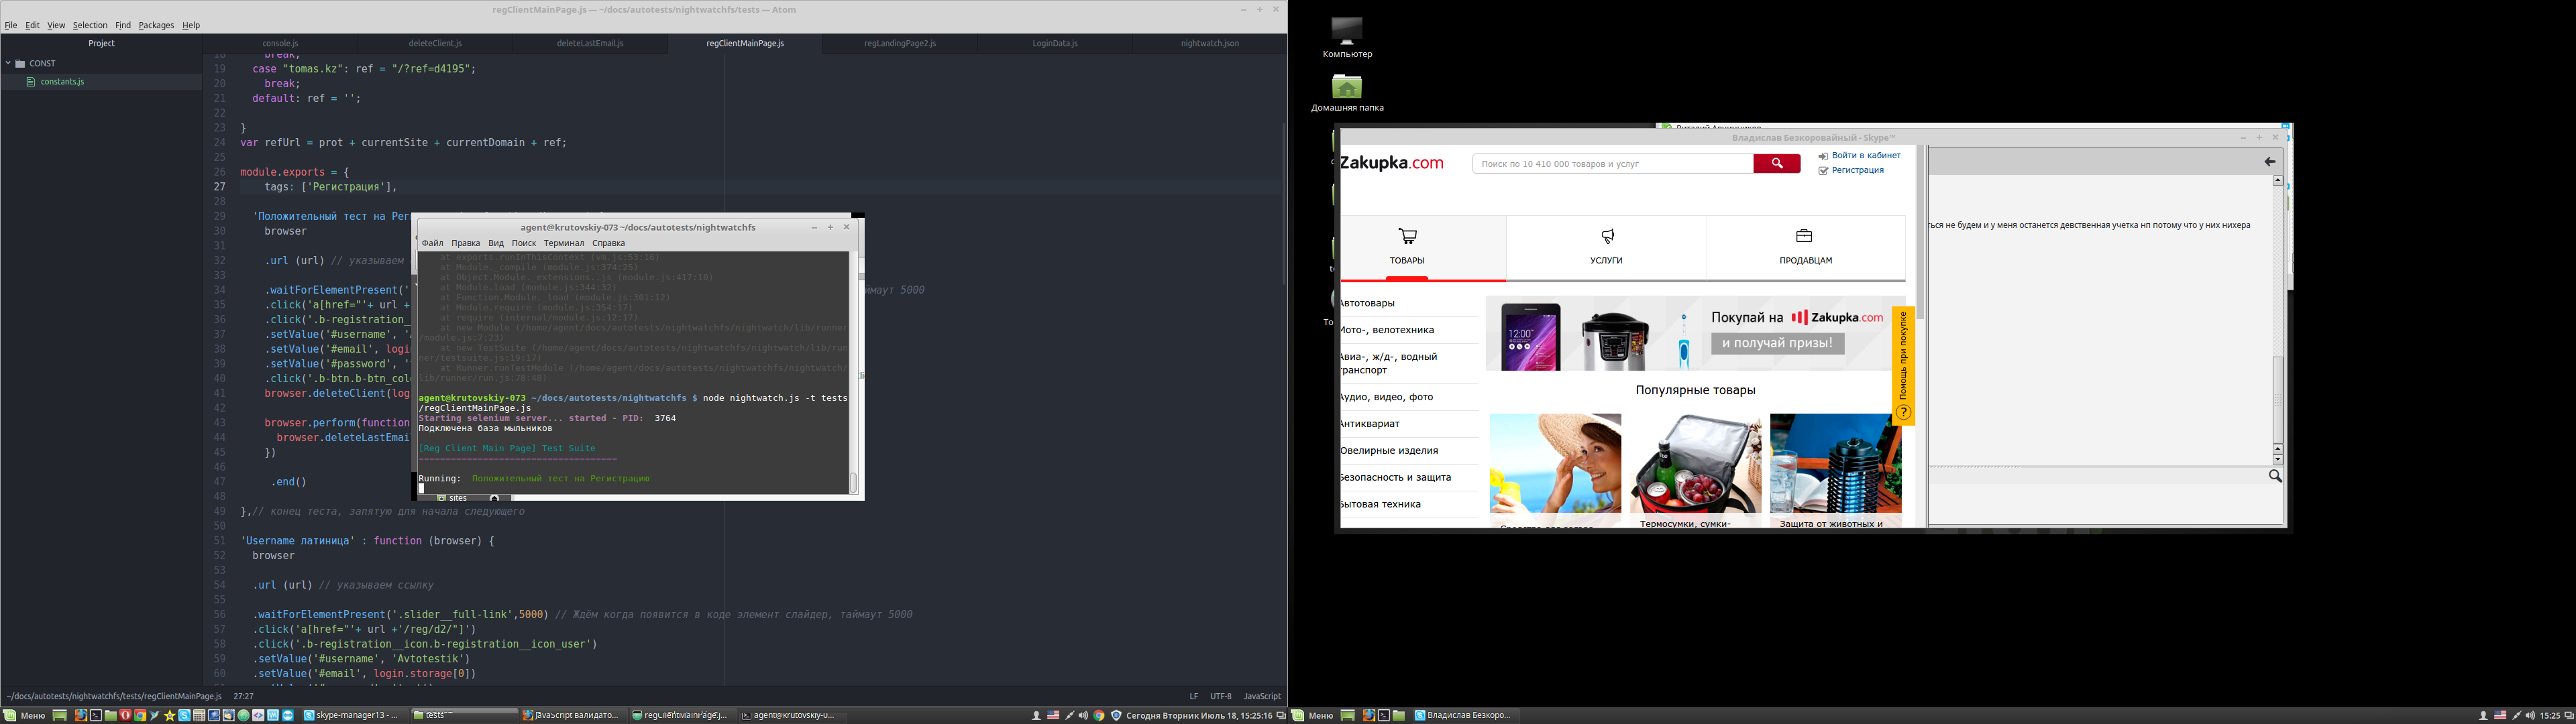 regClientMainPage.js — ~/docs/autotests/nightwatchfs/tests — Atom
File Edit View Selection Find Packages Help
Project
console.js
deleteClient.js
deleteLastEmail.js
regClientMainPage.js
regLandingPage2.js
LoginData.js
nightwatch.json
CONST
constants.js
18 break;
19 case "tomas.kz": ref = "/?ref=d4195";
20 break;
21 default: ref = '';
22
23 }
24 var refUrl = prot + currentSite + currentDomain + ref;
25
26 module.exports = {
27 tags: ['Регистрация'],
28
29 'Положительный тест на Рег
30 browser
31
32 .url (url) // указываем
33
34 .waitForElementPresent(' ймаут 5000
35 .click('a[href="'+ url +
36 .click('.b-registration_
37 .setValue('#username', '
38 .setValue('#email', logi
39 .setValue('#password', '
40 .click('.b-btn.b-btn_col
41 browser.deleteClient(log
42
43 browser.perform(function
44 browser.deleteLastEmai
45 })
46
47 .end()
48
49 },// конец теста, запятую для начала следующего
50
51 'Username латиница' : function (browser) {
52 browser
53
54 .url (url) // указываем ссылку
55
56 .waitForElementPresent('.slider__full-link',5000) // Ждём когда появится в коде элемент слайдер, таймаут 5000
57 .click('a[href="'+ url +'/reg/d2/"]')
58 .click('.b-registration__icon.b-registration__icon_user')
59 .setValue('#username', 'Avtotestik')
60 .setValue('#email', login.storage[0])
~/docs/autotests/nightwatchfs/tests/regClientMainPage.js 27:27
LF UTF-8 JavaScript
agent@krutovskiy-073 ~/docs/autotests/nightwatchfs
Файл Правка Вид Поиск Терминал Справка
at exports.runInThisContext (vm.js:53:16)
at Module._compile (module.js:374:25)
at Object.Module._extensions..js (module.js:417:10)
at Module.load (module.js:344:32)
at Function.Module._load (module.js:301:12)
at Module.require (module.js:354:17)
at require (internal/module.js:12:17)
at new Module (/home/agent/docs/autotests/nightwatchfs/nightwatch/lib/runner
/module.js:7:23)
at new TestSuite (/home/agent/docs/autotests/nightwatchfs/nightwatch/lib/run
ner/testsuite.js:19:17)
at Runner.runTestModule (/home/agent/docs/autotests/nightwatchfs/nightwatch/
lib/runner/run.js:78:48)
agent@krutovskiy-073 ~/docs/autotests/nightwatchfs $ node nightwatch.js -t tests
/regClientMainPage.js
Starting selenium server... started - PID: 3764
Подключена база мыльников
[Reg Client Main Page] Test Suite
=====================================
Running: Положительный тест на Регистрацию
sites
Компьютер
Домашняя папка
Владислав Безкоровайный - Skype™
Zakupka.com
Поиск по 10 410 000 товаров и услуг
Войти в кабинет
Регистрация
ТОВАРЫ
УСЛУГИ
ПРОДАВЦАМ
Автотовары
Мото-, велотехника
Авиа-, ж/д-, водный
транспорт
Аудио, видео, фото
Антиквариат
Ювелирные изделия
Безопасность и защита
Бытовая техника
12:00
Покупай на Zakupka.com
и получай призы!
Помощь при покупке
?
Популярные товары
Термосумки, сумки-
Защита от животных и
ться не будем и у меня останется девственная учетка нп потому что у них нихера
Меню
skype-manager13 - ...
tests
JavaScript валидато...
regClientMainPage.j...
agent@krutovskiy-0...
Сегодня Вторник Июль 18, 15:25:16
Меню
Владислав Безкоро...
15:25